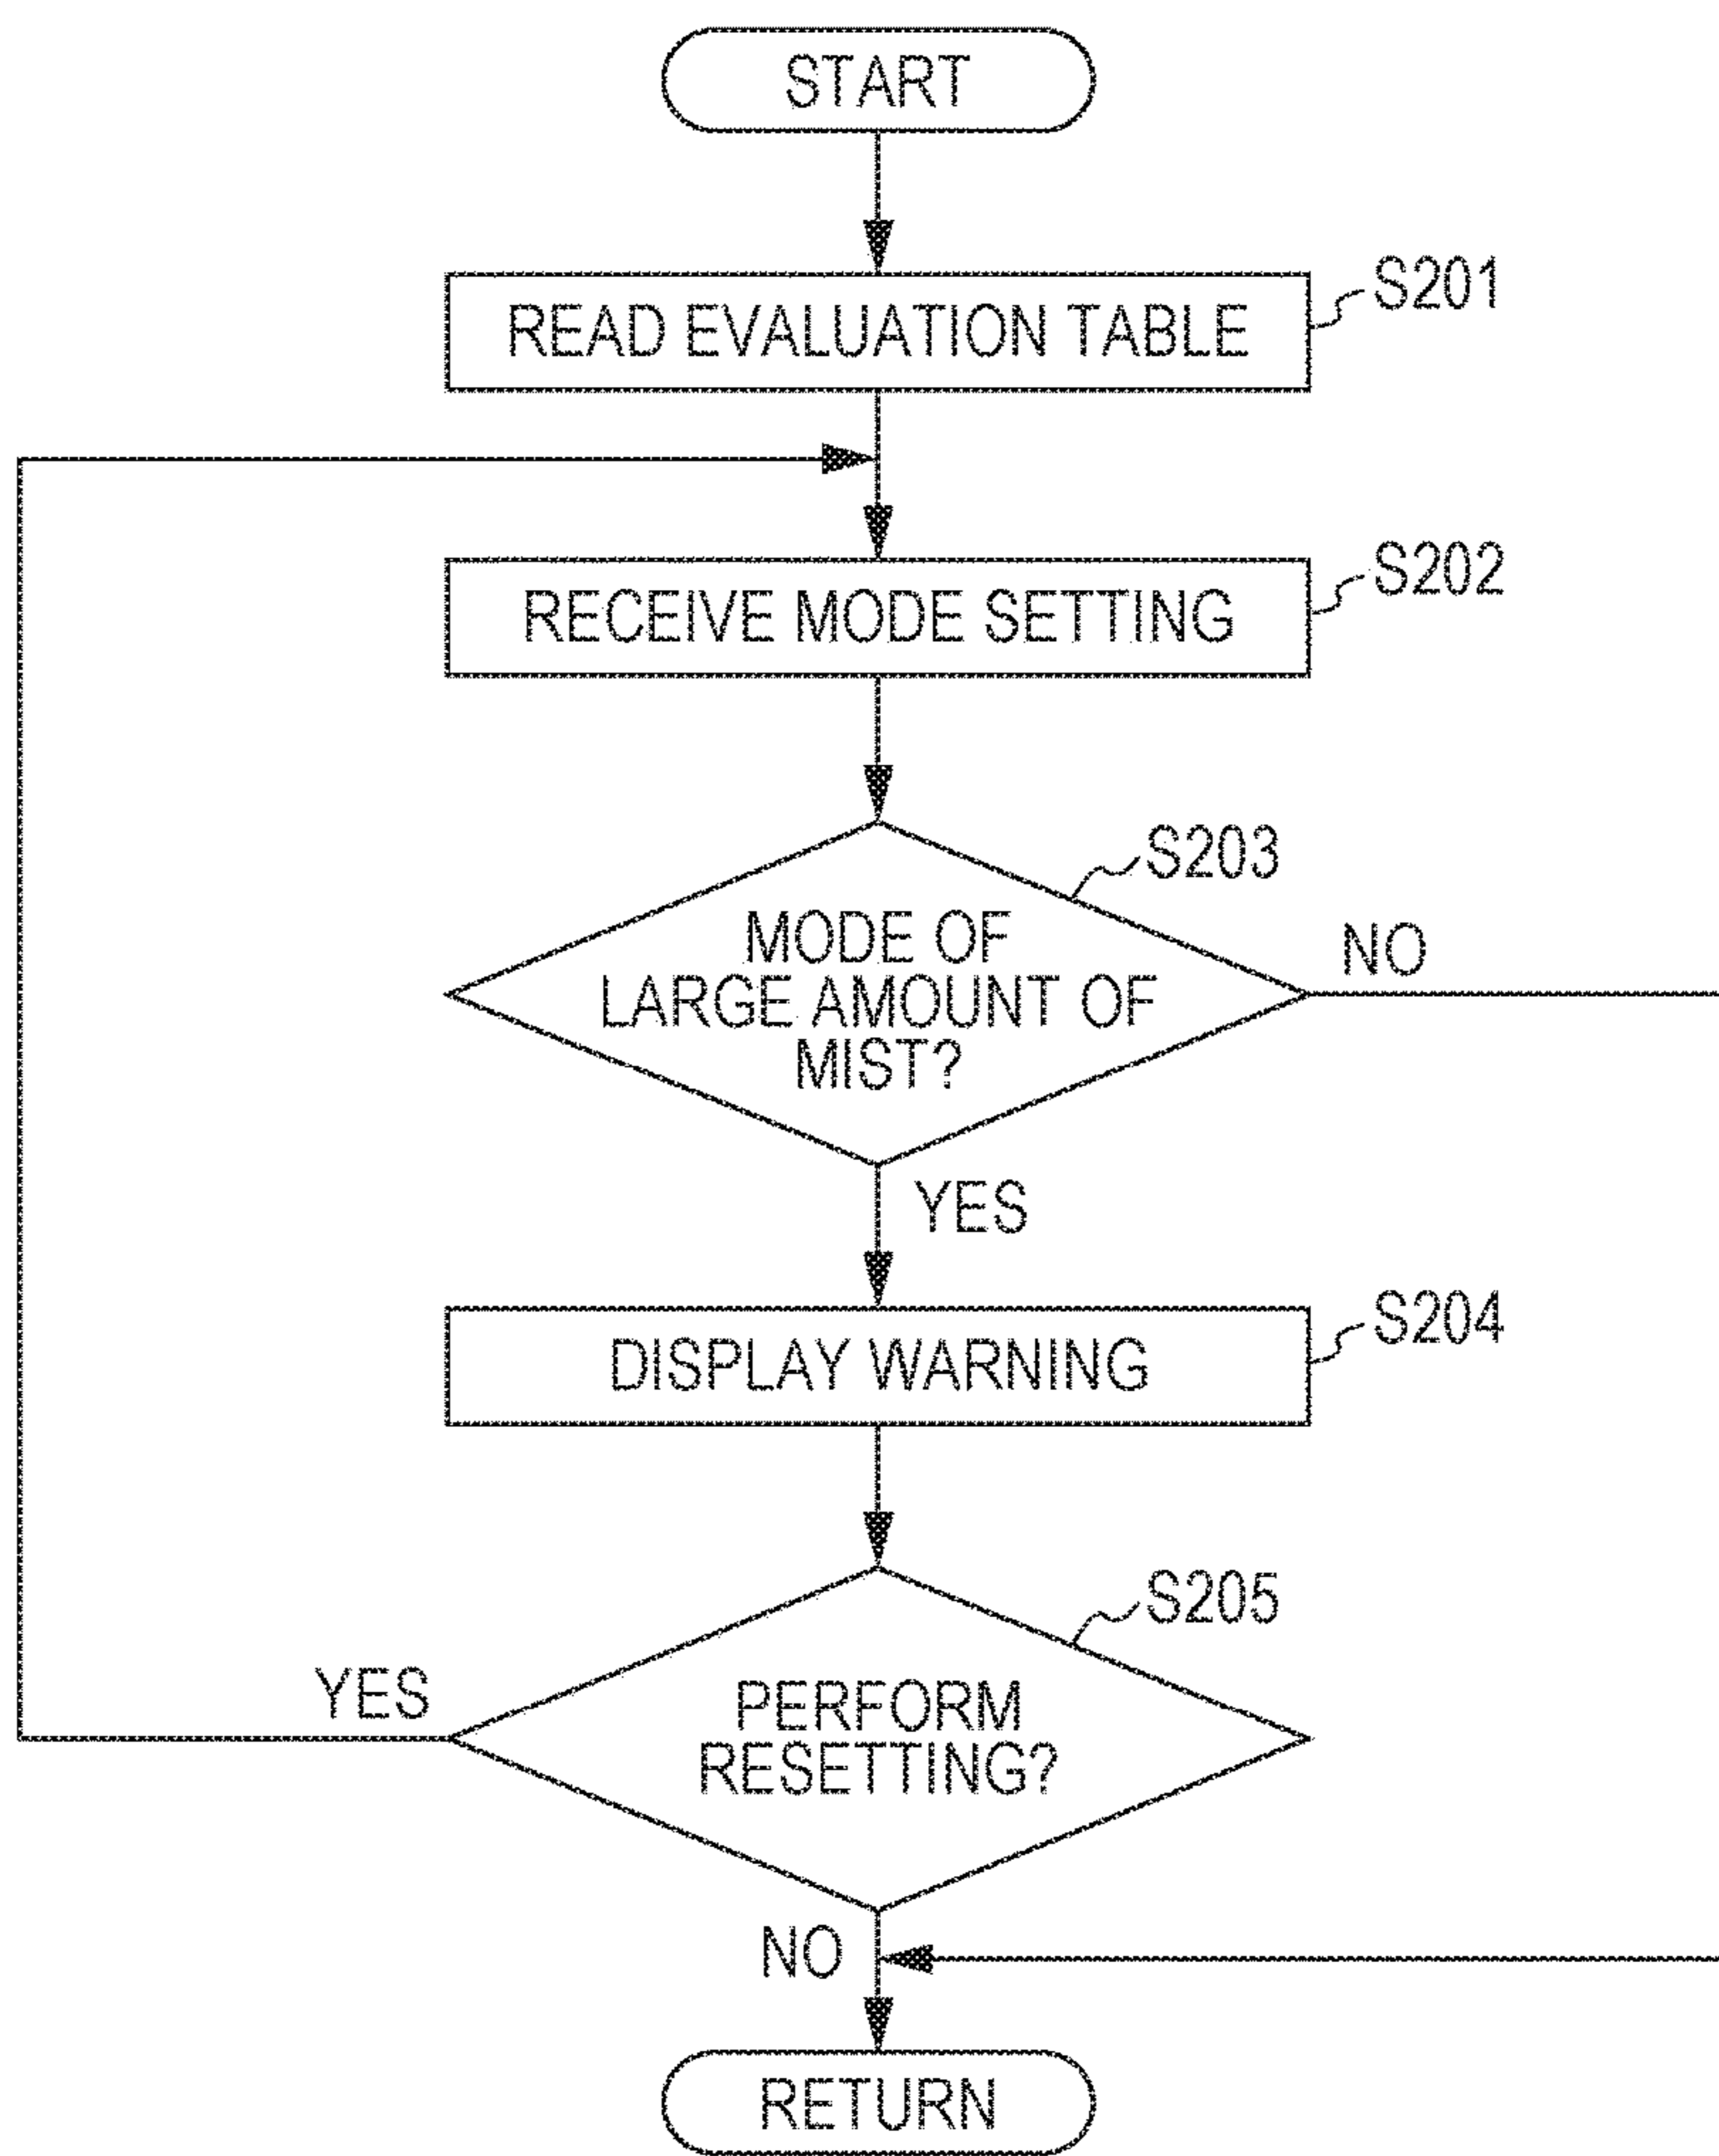 START
READ EVALUATION TABLE
S201
RECEIVE MODE SETTING
S202
S203
MODE OF
LARGE AMOUNT OF
MIST?
NO
YES
DISPLAY WARNING
S204
S205
YES
PERFORM
RESETTING?
NO
RETURN